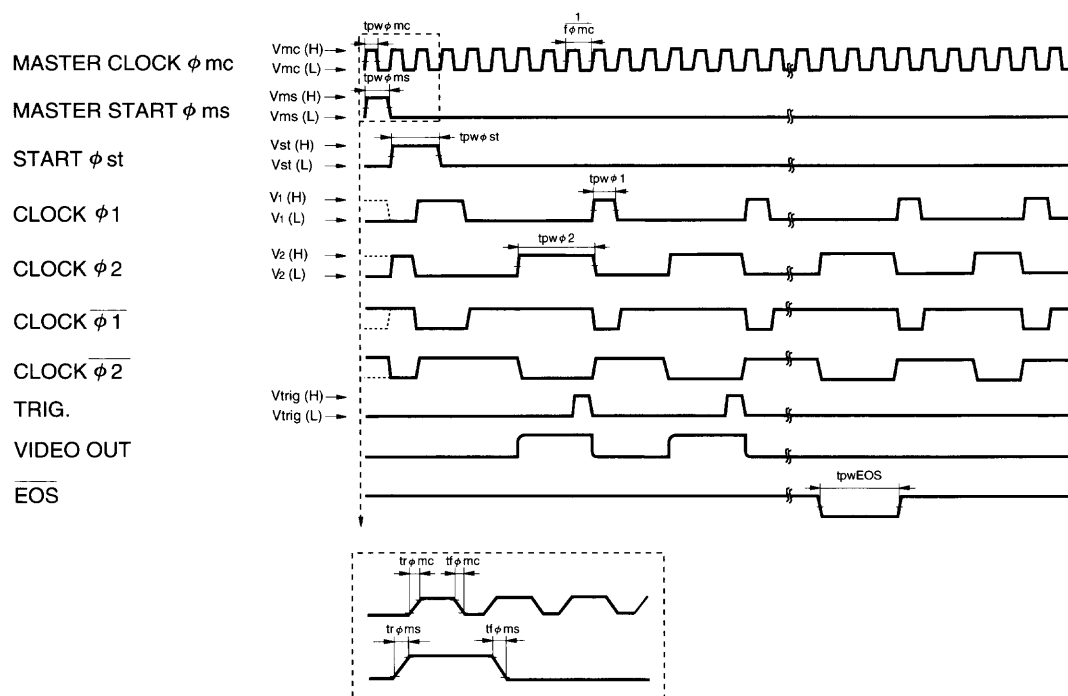 tpwφmc
1
fφmc
MASTER CLOCK φmc
Vmc (H)
Vmc (L)
tpwφms
MASTER START φms
Vms (H)
Vms (L)
tpwφst
START φst
Vst (H)
Vst (L)
tpwφ1
CLOCK φ1
V1 (H)
V1 (L)
tpwφ2
CLOCK φ2
V2 (H)
V2 (L)
CLOCK φ1
CLOCK φ2
TRIG.
Vtrig (H)
Vtrig (L)
VIDEO OUT
tpwEOS
EOS
trφmc tfφmc
trφms tfφms